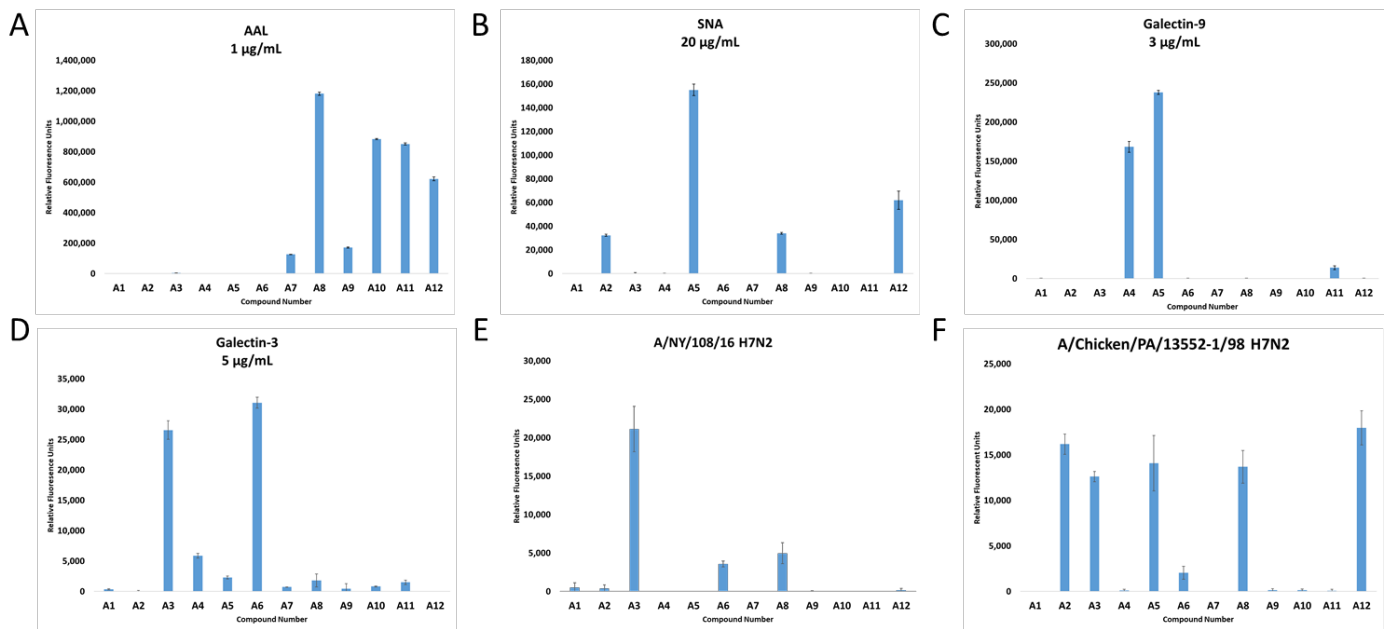 A
AAL
1 µg/mL
Relative Fluoresence Units
1,400,000
1,200,000
1,000,000
800,000
600,000
400,000
200,000
0
A1 A2 A3 A4 A5 A6 A7 A8 A9 A10 A11 A12
Compound Number
B
SNA
20 µg/mL
Relative Fluoresence Units
180,000
160,000
140,000
120,000
100,000
80,000
60,000
40,000
20,000
0
A1 A2 A3 A4 A5 A6 A7 A8 A9 A10 A11 A12
Compound Number
C
Galectin-9
3 µg/mL
Relative Fluoresence Units
300,000
250,000
200,000
150,000
100,000
50,000
0
A1 A2 A3 A4 A5 A6 A7 A8 A9 A10 A11 A12
Compound Number
D
Galectin-3
5 µg/mL
Relative Fluoresence Units
35,000
30,000
25,000
20,000
15,000
10,000
5,000
0
A1 A2 A3 A4 A5 A6 A7 A8 A9 A10 A11 A12
Compound Number
E
A/NY/108/16 H7N2
Relative Fluoresence Units
30,000
25,000
20,000
15,000
10,000
5,000
0
A1 A2 A3 A4 A5 A6 A7 A8 A9 A10 A11 A12
Compound Number
F
A/Chicken/PA/13552-1/98 H7N2
Relative Fluorescent Units
25,000
20,000
15,000
10,000
5,000
0
A1 A2 A3 A4 A5 A6 A7 A8 A9 A10 A11 A12
Compound Number